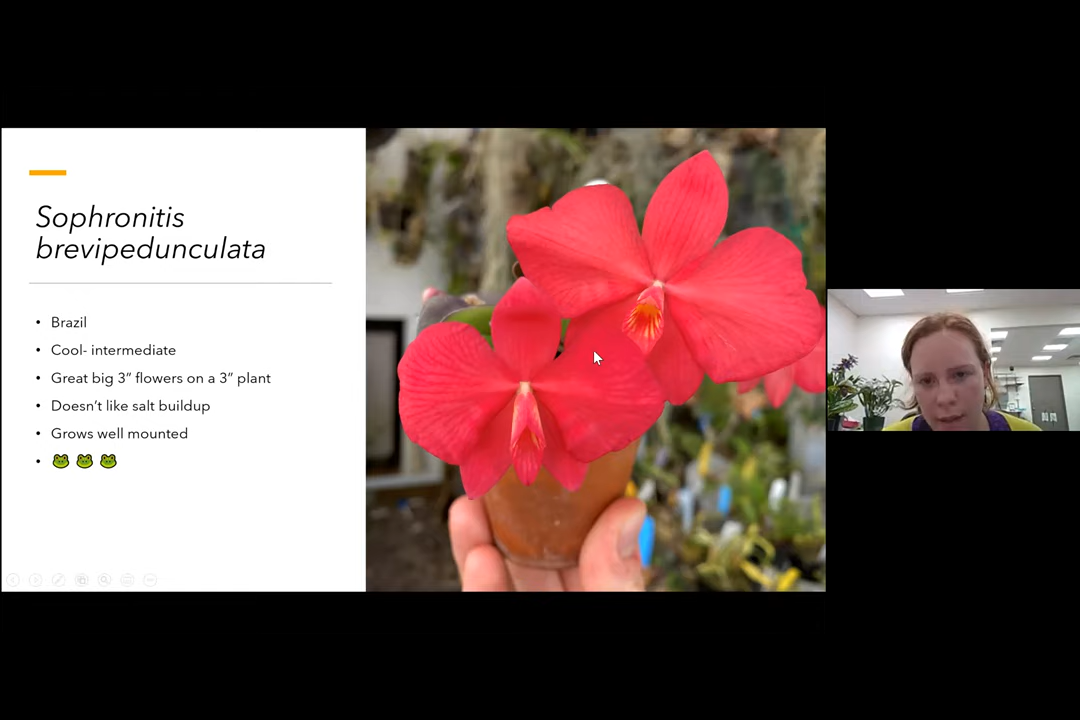 Sophronitis
brevipedunculata
• Brazil
• Cool- intermediate
• Great big 3” flowers on a 3” plant
• Doesn’t like salt buildup
• Grows well mounted
• 🐸 🐸 🐸